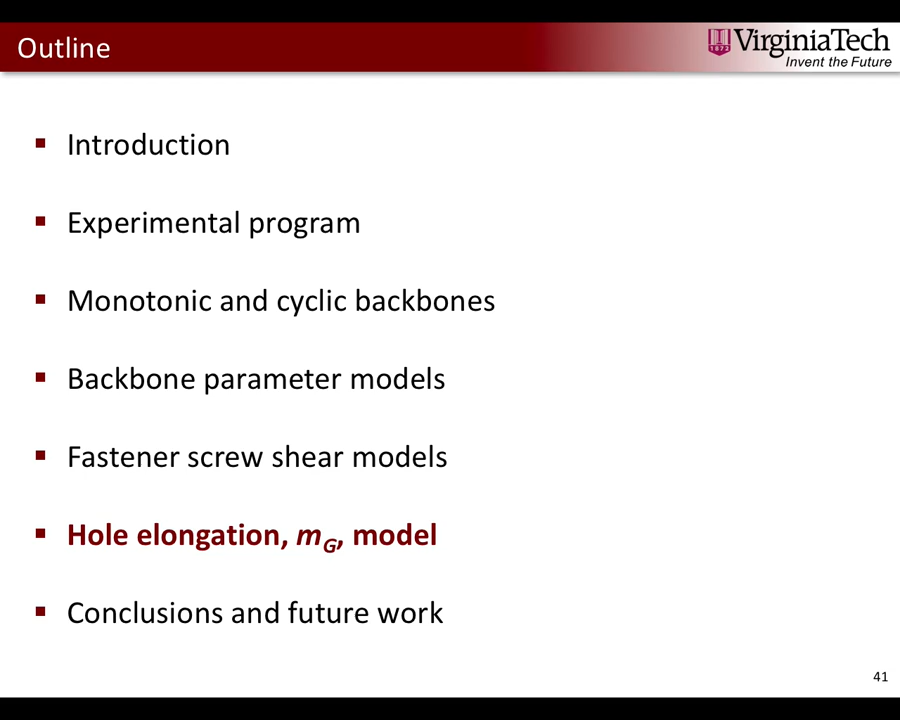 Outline
VirginiaTech
Invent the Future
Introduction
Experimental program
Monotonic and cyclic backbones
Backbone parameter models
Fastener screw shear models
Hole elongation, mG, model
Conclusions and future work
41